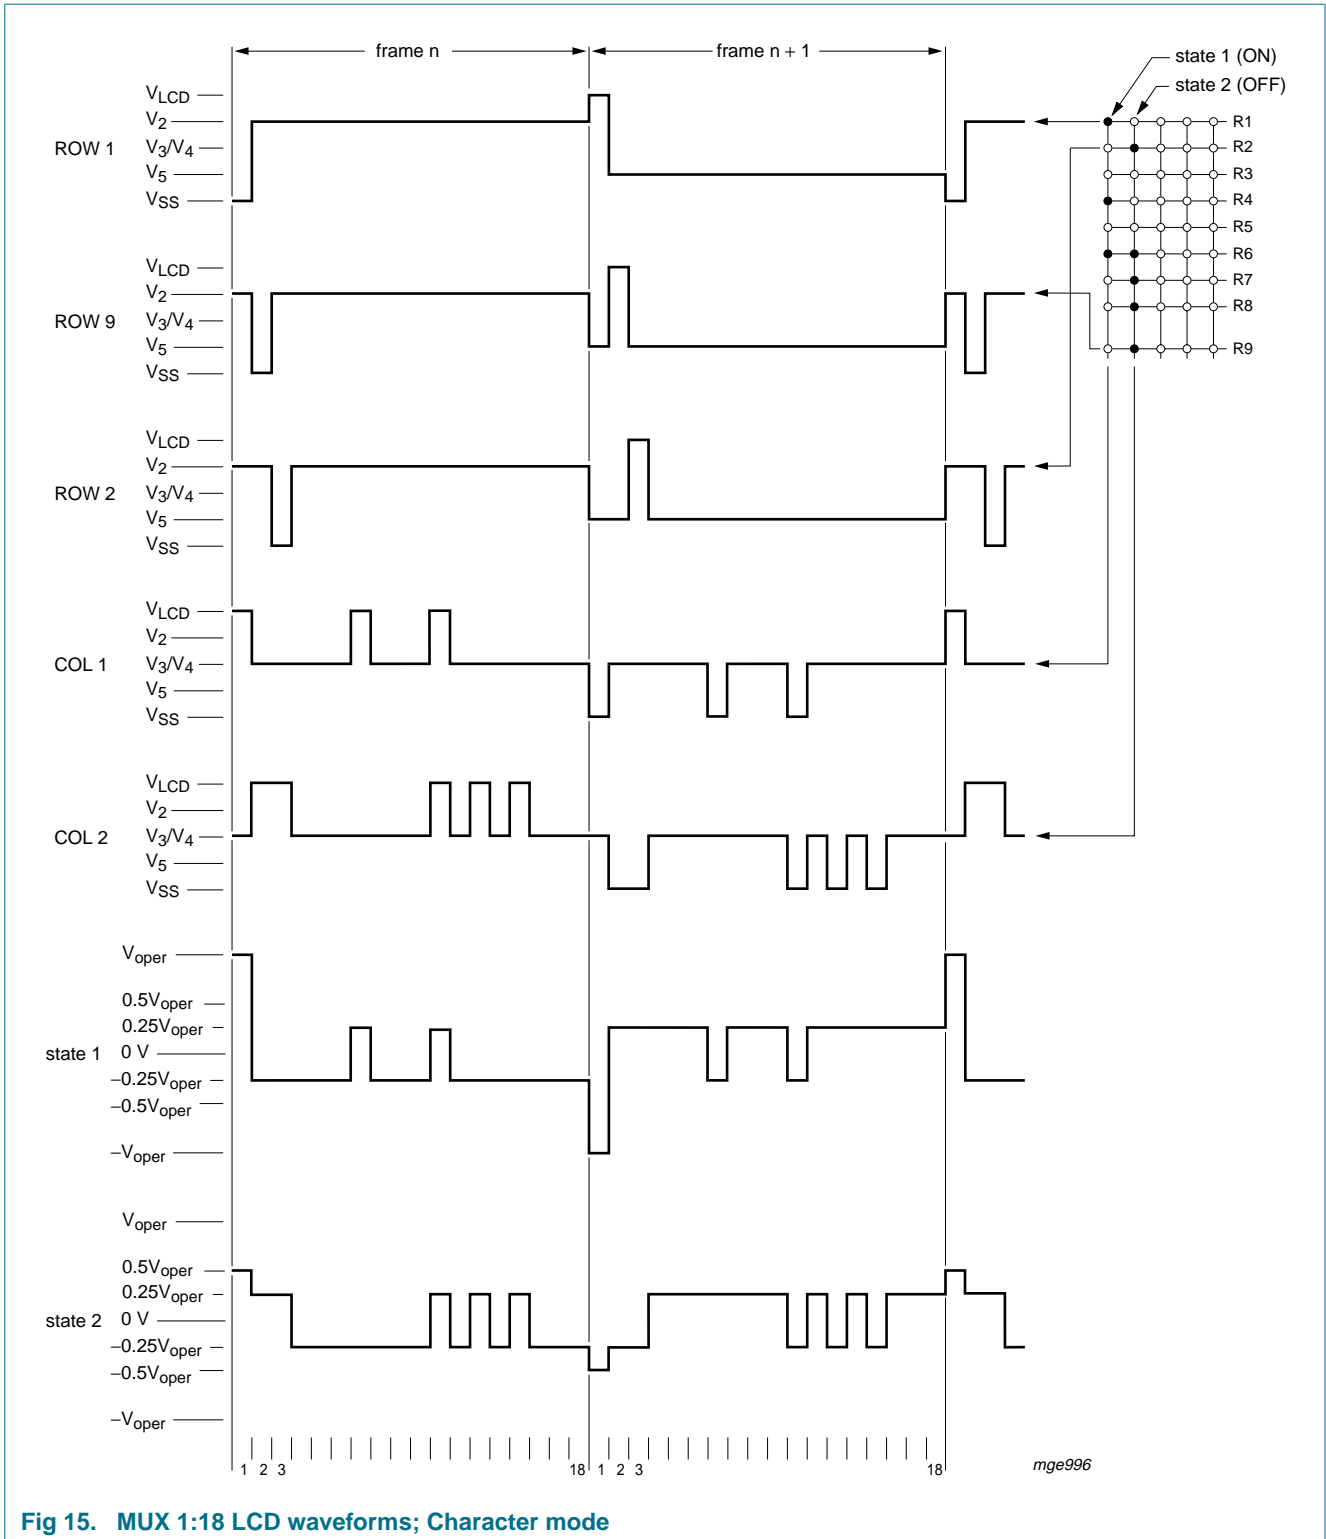 frame n
frame n + 1
state 1 (ON)
state 2 (OFF)
R1
R2
R3
R4
R5
R6
R7
R8
R9
ROW 1
VLCD
V2
V3/V4
V5
VSS
ROW 9
VLCD
V2
V3/V4
V5
VSS
ROW 2
VLCD
V2
V3/V4
V5
VSS
COL 1
VLCD
V2
V3/V4
V5
VSS
COL 2
VLCD
V2
V3/V4
V5
VSS
state 1
Voper
0.5Voper
0.25Voper
0 V
−0.25Voper
−0.5Voper
−Voper
state 2
Voper
0.5Voper
0.25Voper
0 V
−0.25Voper
−0.5Voper
−Voper
1 2 3 18 1 2 3 18
mge996
Fig 15. MUX 1:18 LCD waveforms; Character mode